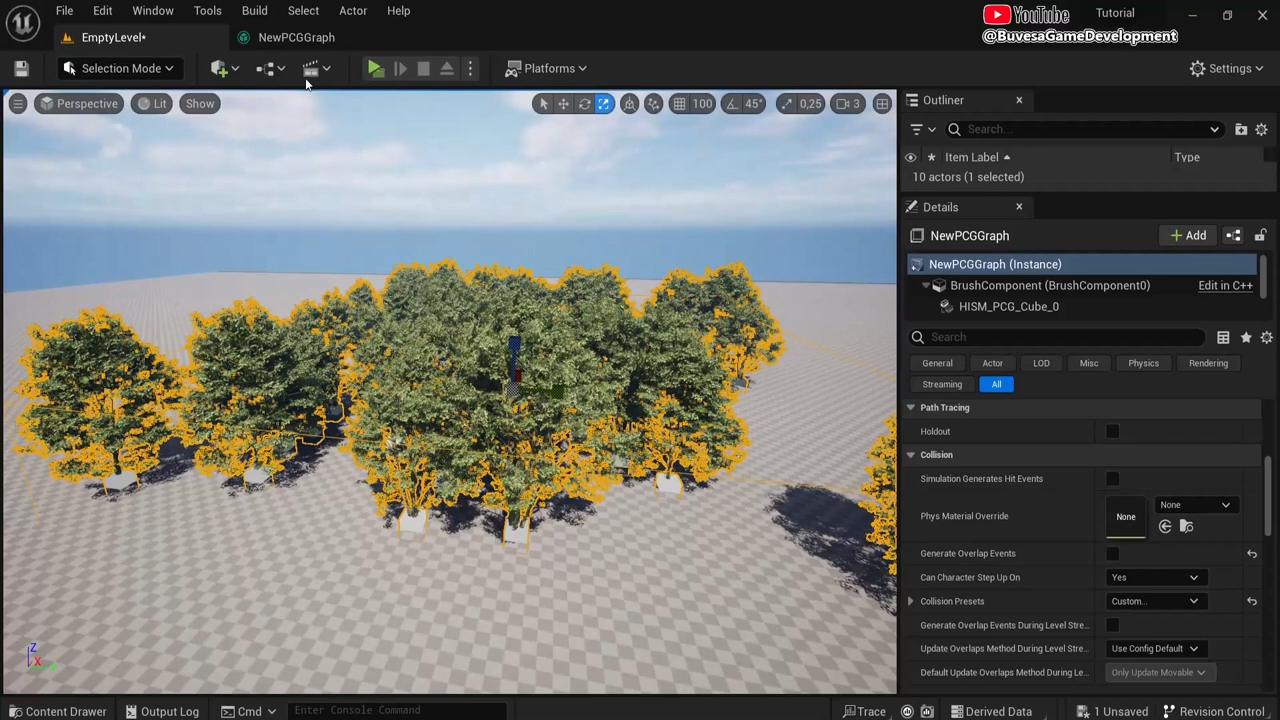 File Edit Window Tools Build Select Actor Help
YouTube Tutorial
@BuvesaGameDevelopment
EmptyLevel* NewPCGGraph
Selection Mode Platforms Settings
Perspective Lit Show 100 45° 0,25 3
Outliner
Search...
Item Label Type
10 actors (1 selected)
Details
NewPCGGraph Add
NewPCGGraph (Instance)
BrushComponent (BrushComponent0) Edit in C++
HISM_PCG_Cube_0
Search
General Actor LOD Misc Physics Rendering
Streaming All
Path Tracing
Holdout
Collision
Simulation Generates Hit Events
Phys Material Override None None
Generate Overlap Events
Can Character Step Up On Yes
Collision Presets Custom...
Generate Overlap Events During Level Stre...
Update Overlaps Method During Level Stre... Use Config Default
Default Update Overlaps Method During Le... Only Update Movable
Z
X
Content Drawer Output Log Cmd Enter Console Command Trace Derived Data 1 Unsaved Revision Control